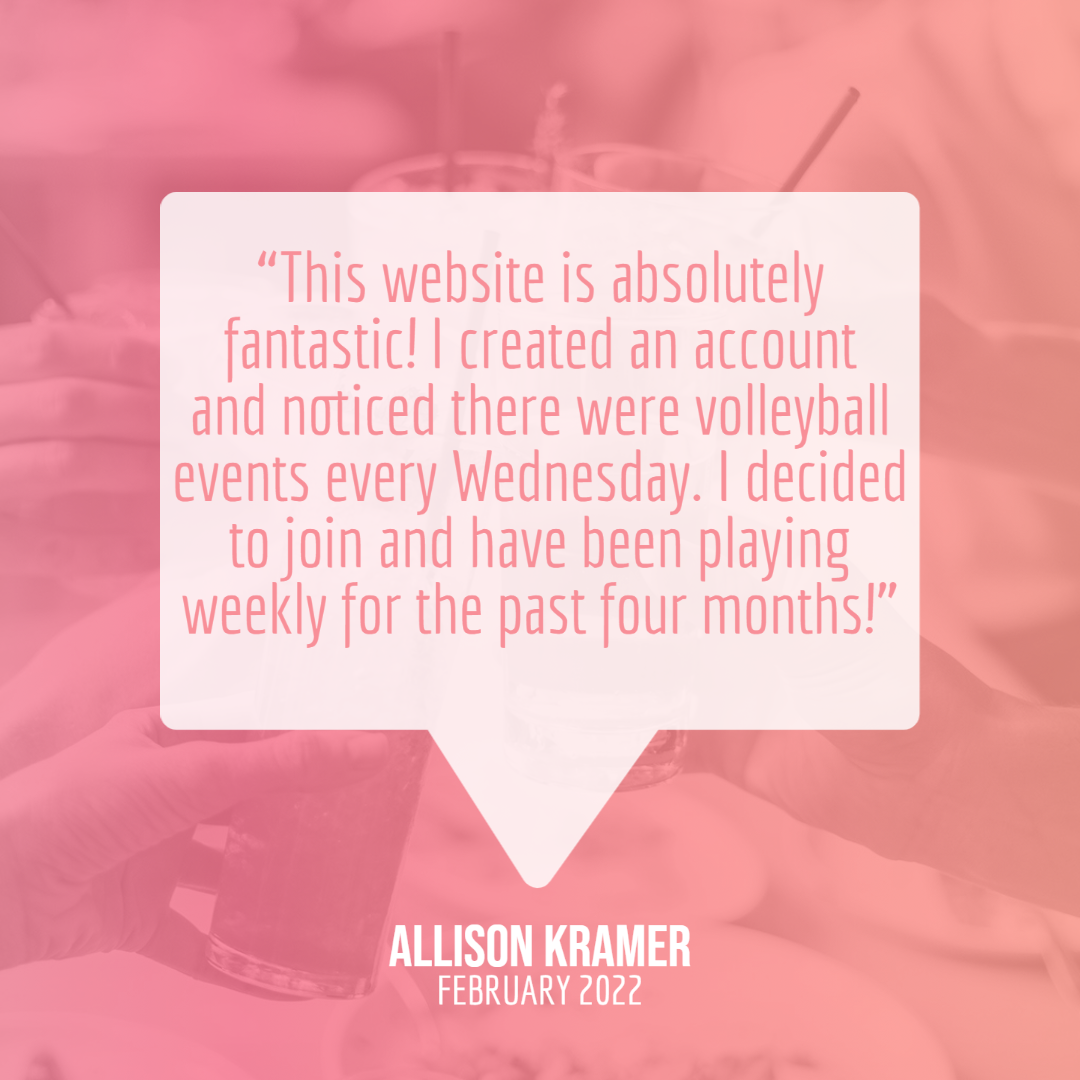 “This website is absolutely
fantastic! I created an account
and noticed there were volleyball
events every Wednesday. I decided
to join and have been playing
weekly for the past four months!”
ALLISON KRAMER
FEBRUARY 2022